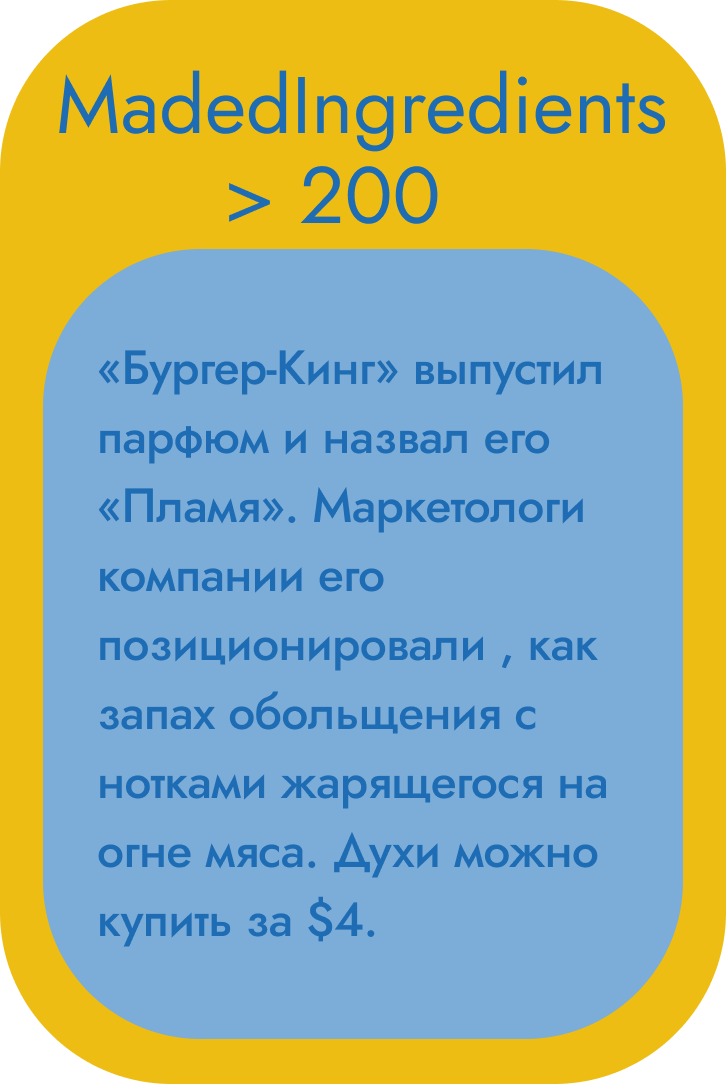 MadedIngredients
> 200
«Бургер-Кинг» выпустил
парфюм и назвал его
«Пламя». Маркетологи
компании его
позиционировали , как
запах обольщения с
нотками жарящегося на
огне мяса. Духи можно
купить за $4.